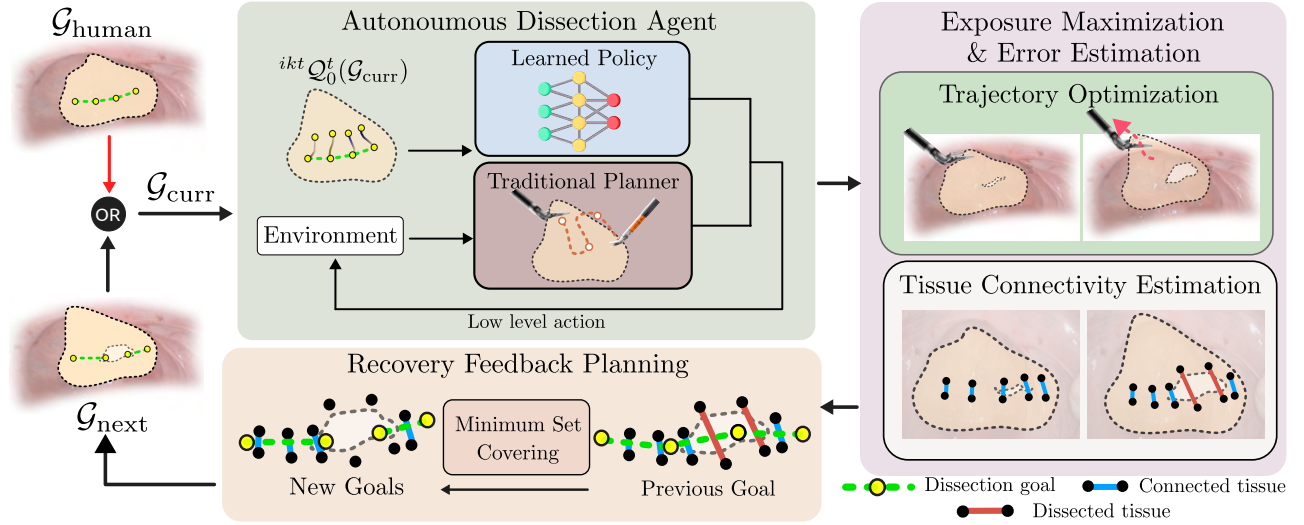 𝒢human
OR
𝒢curr
𝒢next
Autonoumous Dissection Agent
ikt𝒬ᵗ₀(𝒢curr)
Learned Policy
Environment
Traditional Planner
Low level action
Exposure Maximization
& Error Estimation
Trajectory Optimization
Tissue Connectivity Estimation
Recovery Feedback Planning
Minimum Set
Covering
New Goals
Previous Goal
Dissection goal
Connected tissue
Dissected tissue